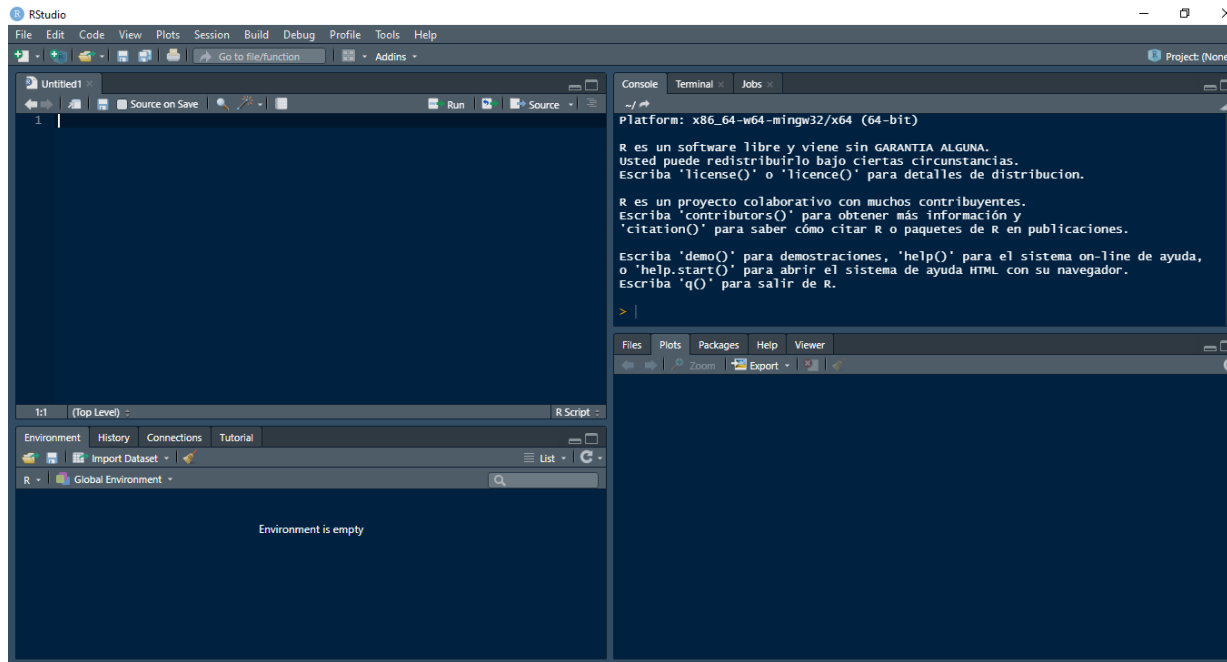 RStudio
File Edit Code View Plots Session Build Debug Profile Tools Help
Go to file/function Addins Project: (None
Untitled1
Source on Save Run Source
1
1:1 (Top Level) R Script
Environment History Connections Tutorial
Import Dataset List
R Global Environment
Environment is empty
Console Terminal Jobs
~/
Platform: x86_64-w64-mingw32/x64 (64-bit)
R es un software libre y viene sin GARANTIA ALGUNA.
Usted puede redistribuirlo bajo ciertas circunstancias.
Escriba 'license()' o 'licence()' para detalles de distribucion.
R es un proyecto colaborativo con muchos contribuyentes.
Escriba 'contributors()' para obtener más información y
'citation()' para saber cómo citar R o paquetes de R en publicaciones.
Escriba 'demo()' para demostraciones, 'help()' para el sistema on-line de ayuda,
o 'help.start()' para abrir el sistema de ayuda HTML con su navegador.
Escriba 'q()' para salir de R.
>
Files Plots Packages Help Viewer
Zoom Export